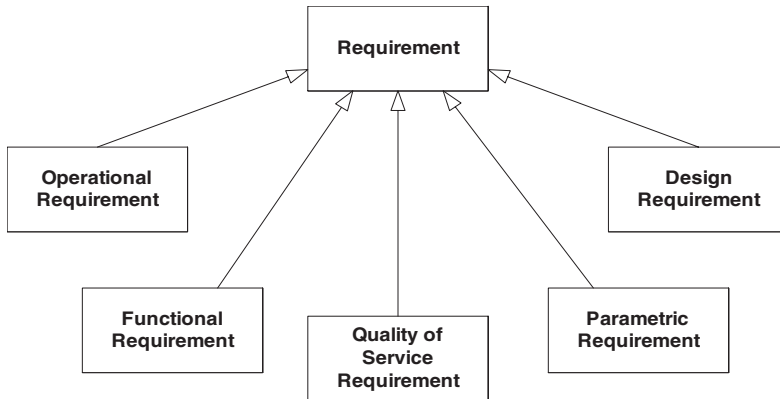 Requirement
Operational
Requirement
Design
Requirement
Functional
Requirement
Quality of
Service
Requirement
Parametric
Requirement